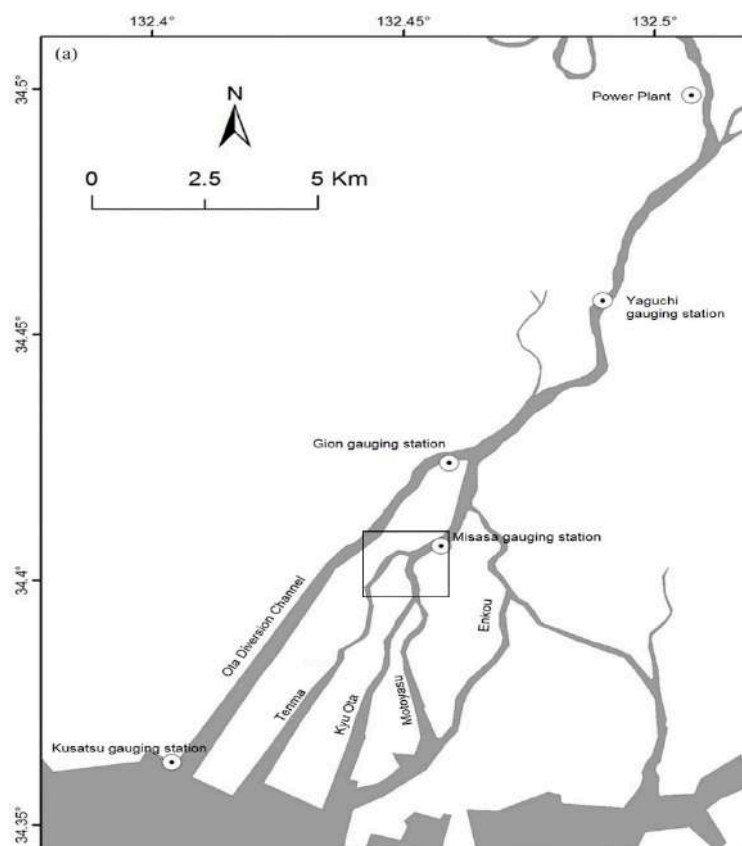 132.4° 132.45° 132.5°
(a)
34.5°
Power Plant
N
0 2.5 5 Km
Yaguchi
gauging station
34.45°
Gion gauging station
Misasa gauging station
34.4°
Ota Diversion Channel
Enkou
Tenma
Kyu Ota
Motoyasu
Kusatsu gauging station
34.35°